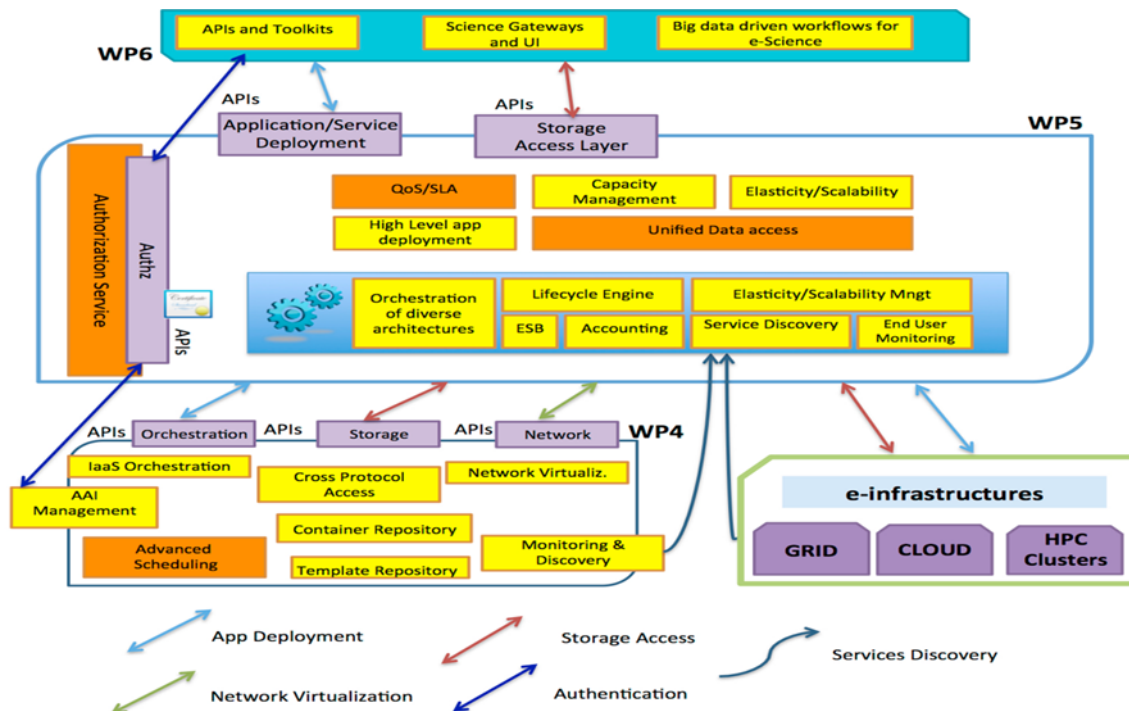 APIs and Toolkits
Science Gateways
and UI
Big data driven workflows for
e-Science
WP6
APIs
APIs
Application/Service
Deployment
Storage
Access Layer
WP5
Authorization Service
Authz
APIs
QoS/SLA
Capacity
Management
Elasticity/Scalability
High Level app
deployment
Unified Data access
Orchestration
of diverse
architectures
Lifecycle Engine
Elasticity/Scalability Mngt
ESB
Accounting
Service Discovery
End User
Monitoring
APIs
Orchestration
APIs
Storage
APIs
Network
WP4
IaaS Orchestration
Cross Protocol
Access
Network Virtualiz.
AAI
Management
Container Repository
Advanced
Scheduling
Template Repository
Monitoring &
Discovery
e-infrastructures
GRID
CLOUD
HPC
Clusters
App Deployment
Storage Access
Services Discovery
Network Virtualization
Authentication